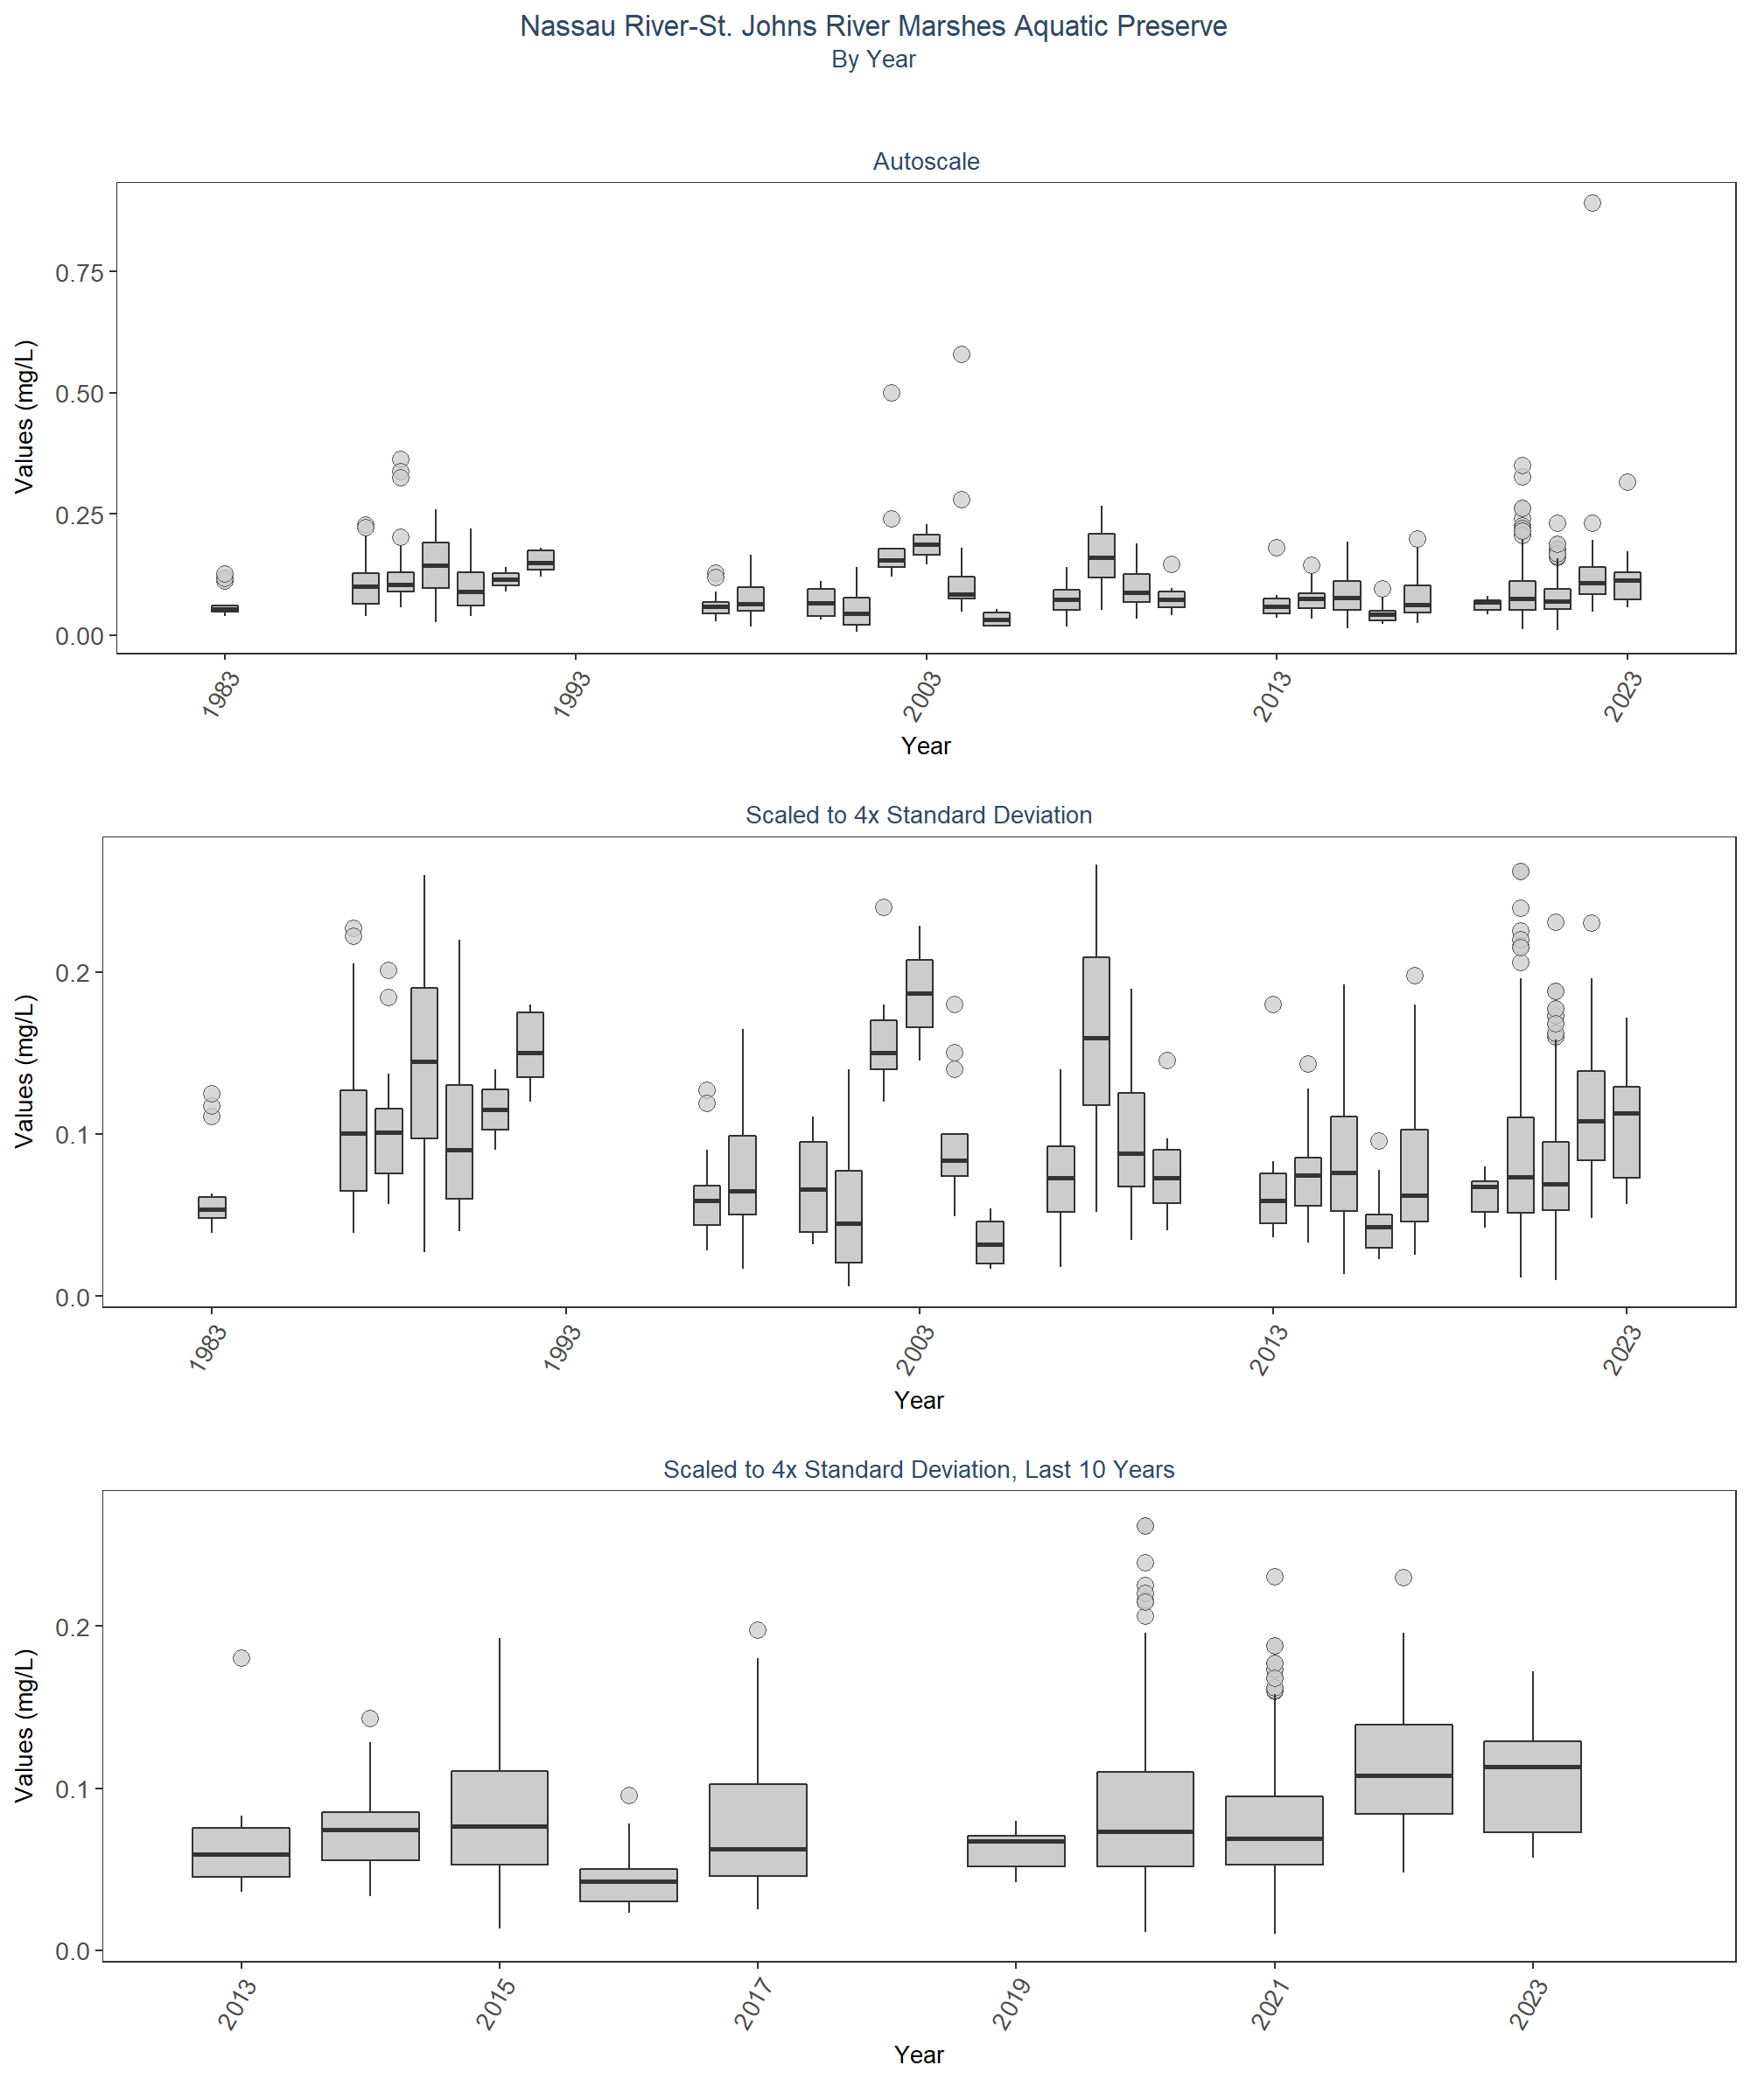 Nassau River-St. Johns River Marshes Aquatic Preserve
By Year
Autoscale
Values (mg/L)
0.75
0.50
0.25
0.00
1983
1993
2003
2013
2023
Year
Scaled to 4x Standard Deviation
Values (mg/L)
0.2
0.1
0.0
1983
1993
2003
2013
2023
Year
Scaled to 4x Standard Deviation, Last 10 Years
Values (mg/L)
0.2
0.1
0.0
2013
2015
2017
2019
2021
2023
Year